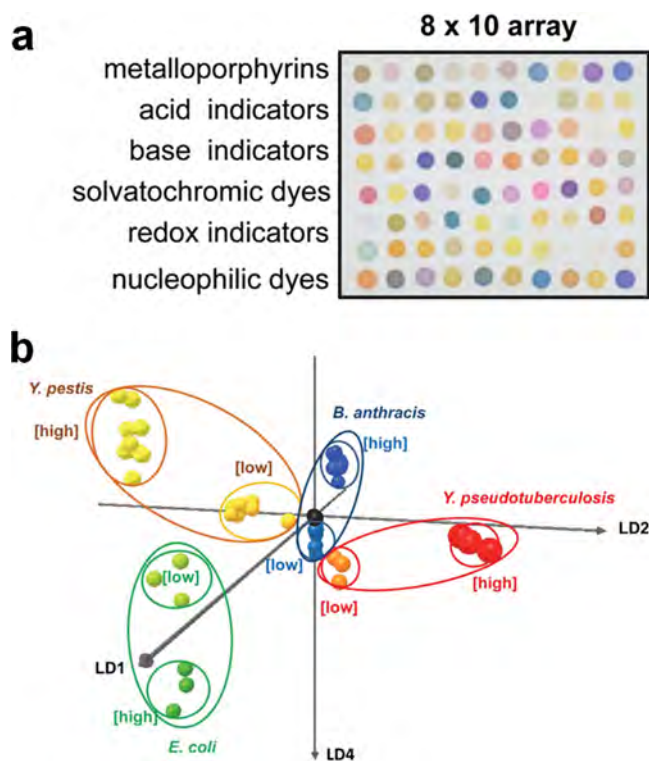 a
8 x 10 array
metalloporphyrins
acid indicators
base indicators
solvatochromic dyes
redox indicators
nucleophilic dyes
b
Y. pestis
B. anthracis
[high]
[high]
[low]
Y. pseudotuberculosis
LD2
[low]
[low]
[high]
[low]
LD1
[high]
E. coli
LD4